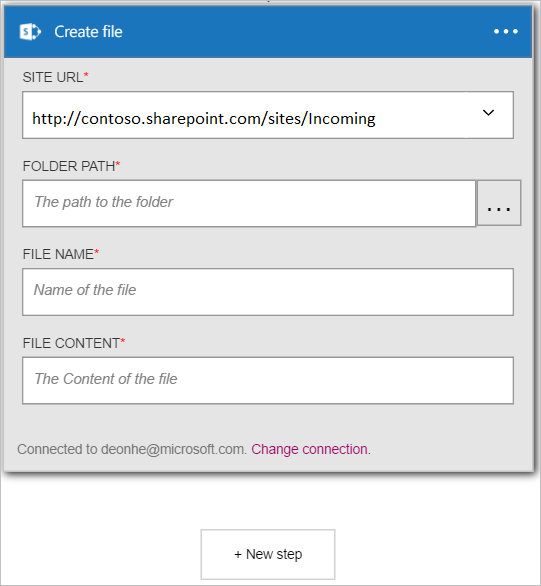 Create file
SITE URL*
http://contoso.sharepoint.com/sites/Incoming
FOLDER PATH*
The path to the folder
...
FILE NAME*
Name of the file
FILE CONTENT*
The Content of the file
Connected to deonhe@microsoft.com. Change connection.
+ New step